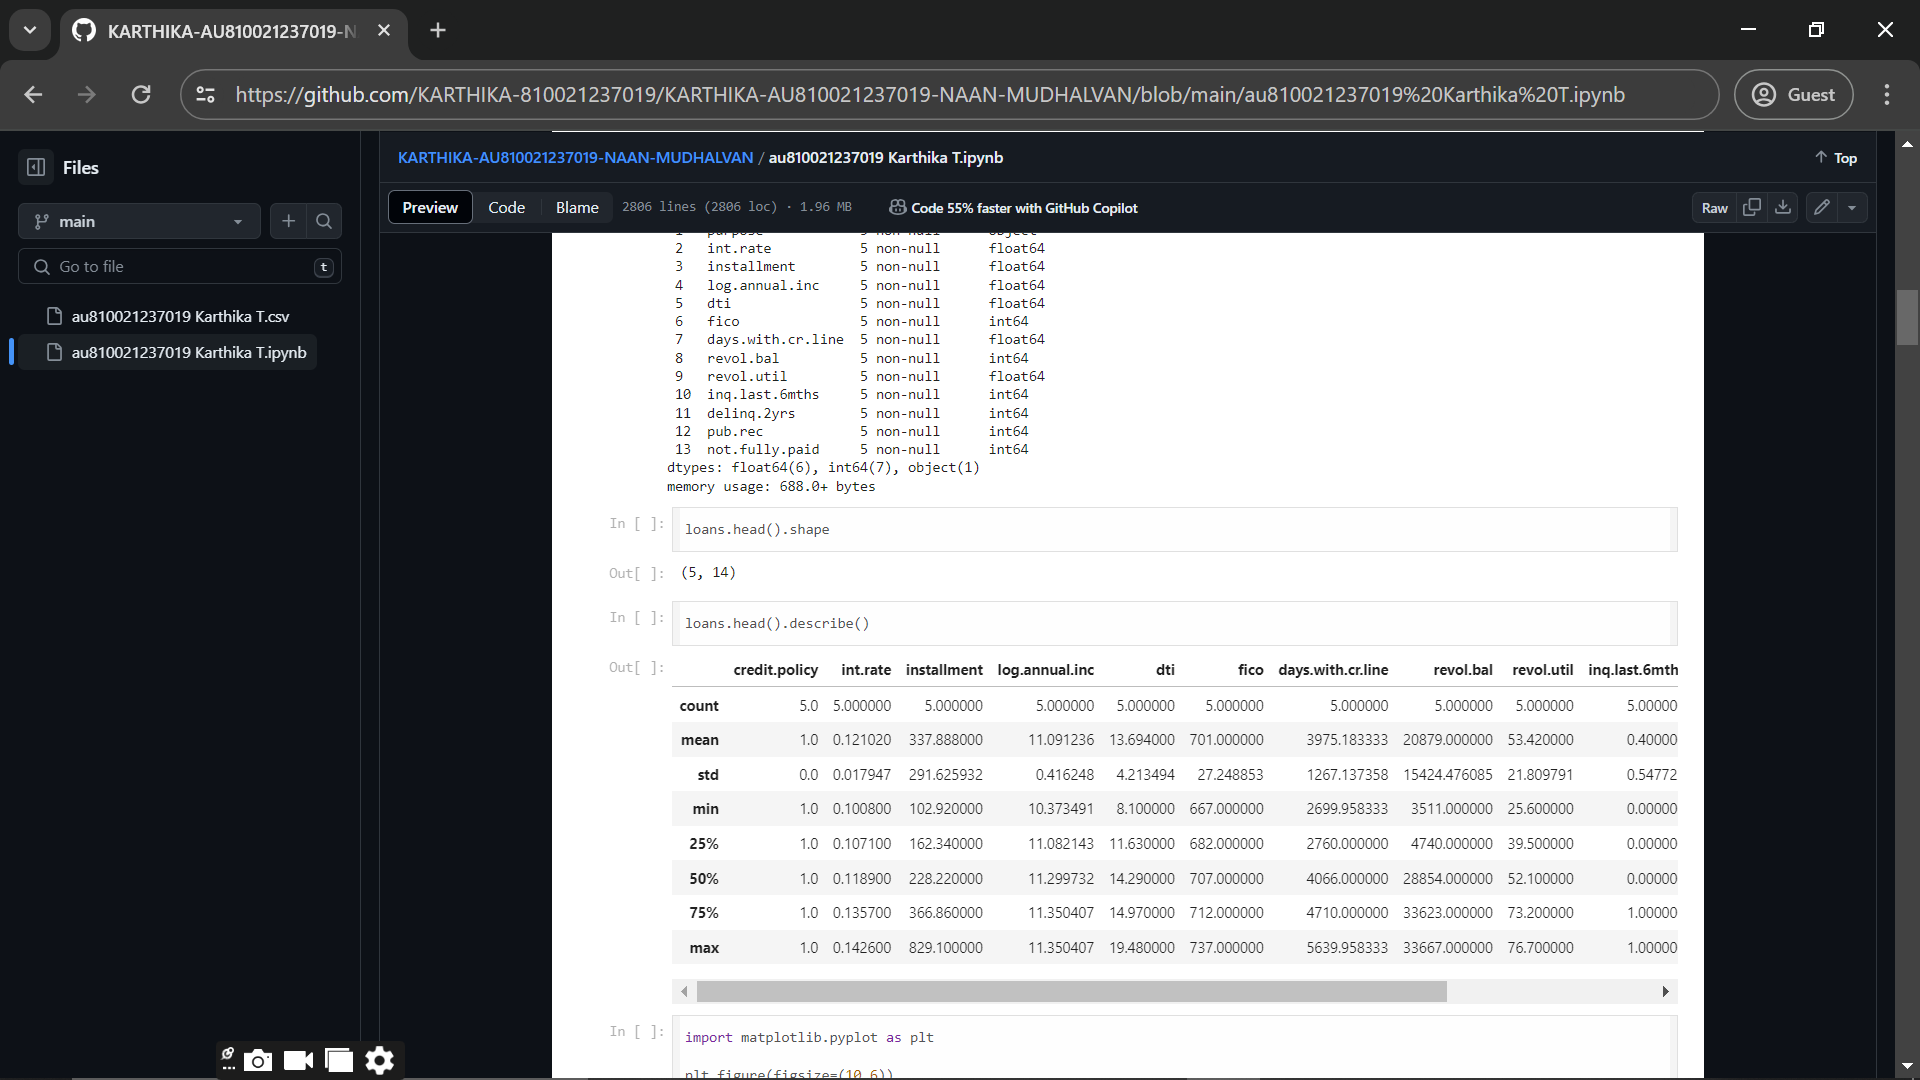 KARTHIKA-AU810021237019-N
https://github.com/KARTHIKA-810021237019/KARTHIKA-AU810021237019-NAAN-MUDHALVAN/blob/main/au810021237019%20Karthika%20T.ipynb
Guest
Files
KARTHIKA-AU810021237019-NAAN-MUDHALVAN / au810021237019 Karthika T.ipynb
Top
main
Preview Code Blame 2806 lines (2806 loc) · 1.96 MB Code 55% faster with GitHub Copilot
Raw
Go to file t
au810021237019 Karthika T.csv
au810021237019 Karthika T.ipynb
1 purpose 5 non-null object
2 int.rate 5 non-null float64
3 installment 5 non-null float64
4 log.annual.inc 5 non-null float64
5 dti 5 non-null float64
6 fico 5 non-null int64
7 days.with.cr.line 5 non-null float64
8 revol.bal 5 non-null int64
9 revol.util 5 non-null float64
10 inq.last.6mths 5 non-null int64
11 delinq.2yrs 5 non-null int64
12 pub.rec 5 non-null int64
13 not.fully.paid 5 non-null int64
dtypes: float64(6), int64(7), object(1)
memory usage: 688.0+ bytes
In [ ]: loans.head().shape
Out[ ]: (5, 14)
In [ ]: loans.head().describe()
Out[ ]: credit.policy int.rate installment log.annual.inc dti fico days.with.cr.line revol.bal revol.util inq.last.6mth
count 5.0 5.000000 5.000000 5.000000 5.000000 5.000000 5.000000 5.000000 5.000000 5.00000
mean 1.0 0.121020 337.888000 11.091236 13.694000 701.000000 3975.183333 20879.000000 53.420000 0.40000
std 0.0 0.017947 291.625932 0.416248 4.213494 27.248853 1267.137358 15424.476085 21.809791 0.54772
min 1.0 0.100800 102.920000 10.373491 8.100000 667.000000 2699.958333 3511.000000 25.600000 0.00000
25% 1.0 0.107100 162.340000 11.082143 11.630000 682.000000 2760.000000 4740.000000 39.500000 0.00000
50% 1.0 0.118900 228.220000 11.299732 14.290000 707.000000 4066.000000 28854.000000 52.100000 0.00000
75% 1.0 0.135700 366.860000 11.350407 14.970000 712.000000 4710.000000 33623.000000 73.200000 1.00000
max 1.0 0.142600 829.100000 11.350407 19.480000 737.000000 5639.958333 33667.000000 76.700000 1.00000
In [ ]: import matplotlib.pyplot as plt
plt.figure(figsize=(10,6))